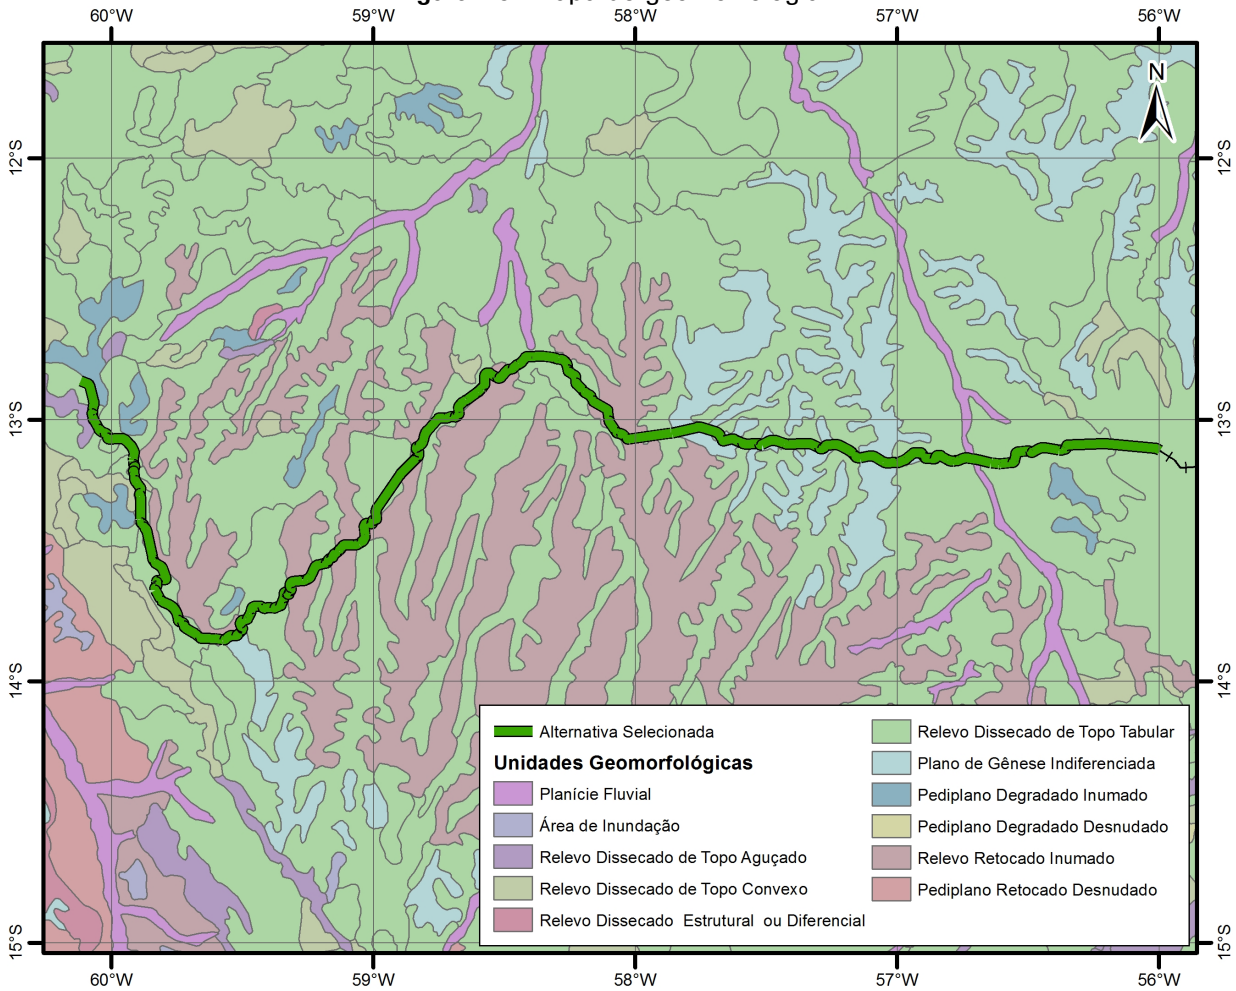 60°W 59°W 58°W 57°W 56°W
N
12°S 12°S
13°S 13°S
14°S 14°S
15°S 15°S
Alternativa Selecionada
Unidades Geomorfológicas
Planície Fluvial
Área de Inundação
Relevo Dissecado de Topo Aguçado
Relevo Dissecado de Topo Convexo
Relevo Dissecado Estrutural ou Diferencial
Relevo Dissecado de Topo Tabular
Plano de Gênese Indiferenciada
Pediplano Degradado Inumado
Pediplano Degradado Desnudado
Relevo Retocado Inumado
Pediplano Retocado Desnudado
60°W 59°W 58°W 57°W 56°W